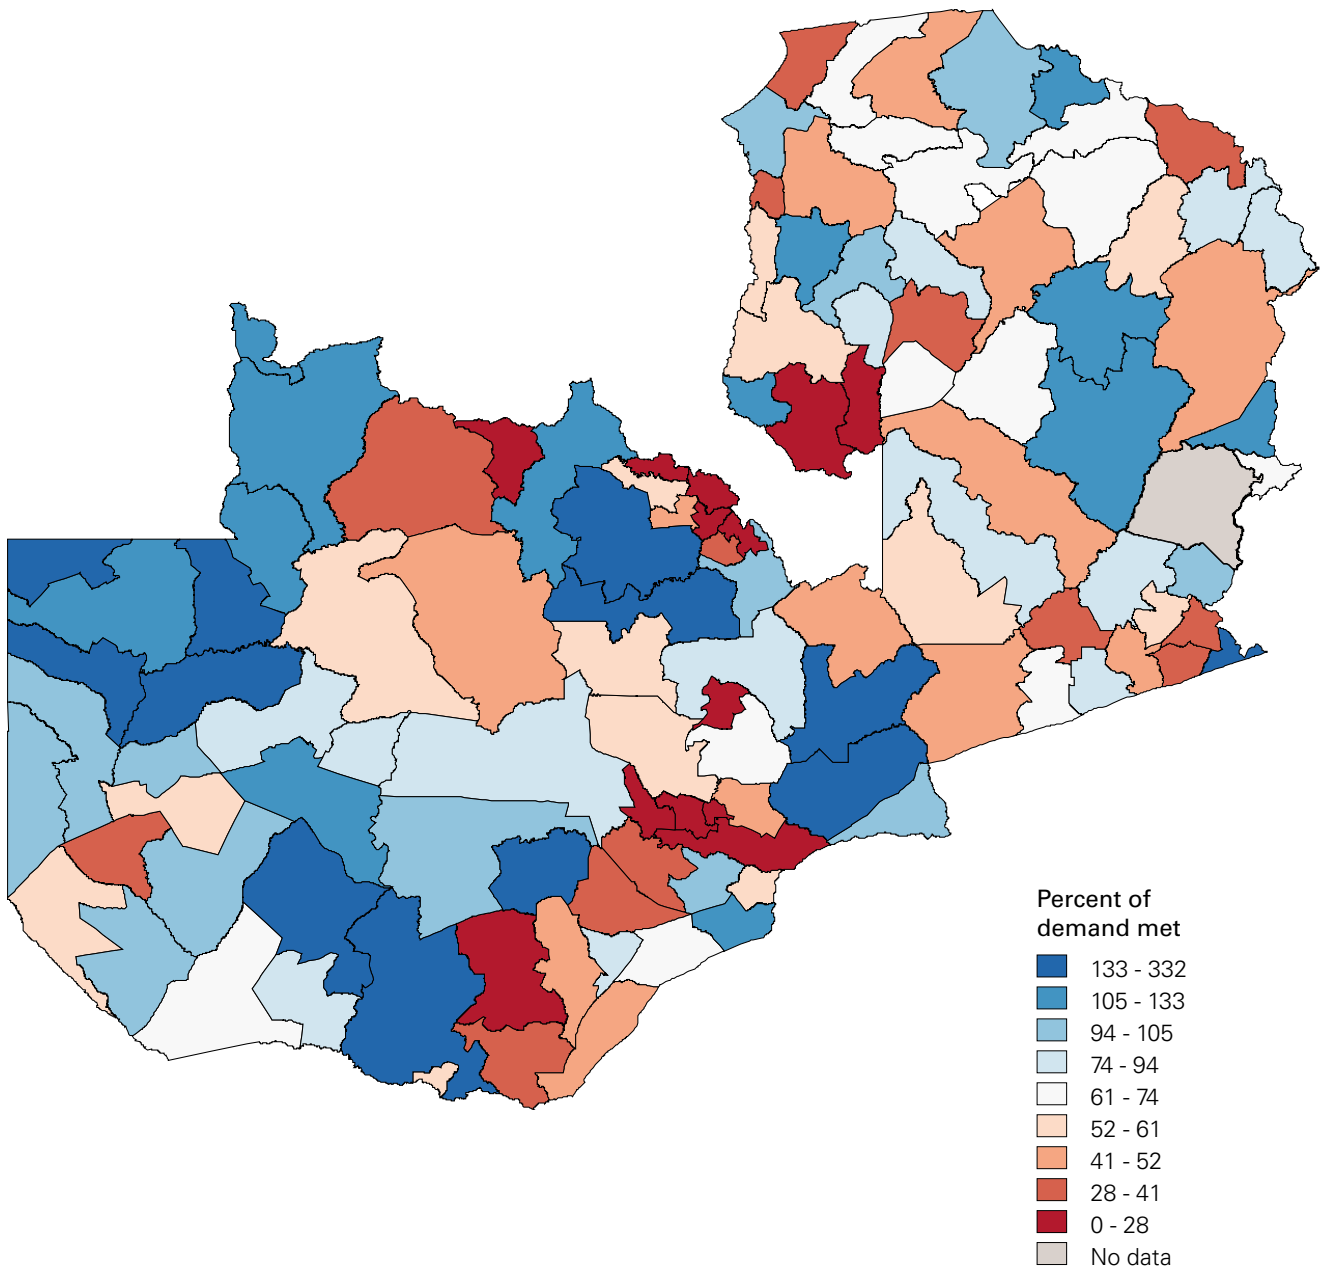 Percent of
demand met
133 - 332
105 - 133
94 - 105
74 - 94
61 - 74
52 - 61
41 - 52
28 - 41
0 - 28
No data